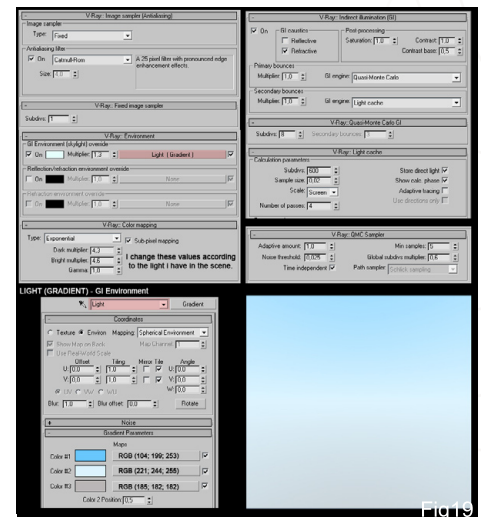 V-Ray: Image sampler (Antialiasing)
Image sampler
Type: Fixed
Antialiasing filter
On Catmull-Rom
A 25 pixel filter with pronounced edge enhancement effects.
Size: 4,0
V-Ray: Fixed image sampler
Subdivs: 1
V-Ray: Environment
GI Environment (skylight) override
On Multiplier: 1,3 Light ( Gradient )
Reflection/refraction environment override
On Multiplier: 1,0 None
Refraction environment override
On Multiplier: 1,0 None
V-Ray: Color mapping
Type: Exponential Sub-pixel mapping
Dark multiplier: 4,3
Bright multiplier: 4,6
Gamma: 1,0
I change these values according
to the light i have in the scene.
V-Ray: Indirect illumination (GI)
On GI caustics Post-processing
Reflective Saturation: 1,0 Contrast: 1,0
Refractive Contrast base: 0,5
Primary bounces
Multiplier: 1,0 GI engine: Quasi-Monte Carlo
Secondary bounces
Multiplier: 1,0 GI engine: Light cache
V-Ray: Quasi-Monte Carlo GI
Subdivs: 8 Secondary bounces: 3
V-Ray: Light cache
Calculation parameters
Subdivs: 600 Store direct light
Sample size: 0,02 Show calc. phase
Scale: Screen Adaptive tracing
Use directions only
Number of passes: 4
V-Ray: QMC Sampler
Adaptive amount: 1,0 Min samples: 5
Noise threshold: 0,025 Global subdivs multiplier: 0,6
Time independent Path sampler: Schlick sampling
LIGHT (GRADIENT) - GI Environment
Light Gradient
Coordinates
Texture Environ Mapping: Spherical Environment
Show Map on Back Map Channel: 1
Use Real-World Scale
Offset Tiling Mirror Tile Angle
U: 0,0 1,0 U: 0,0
V: 0,0 1,0 V: 0,0
UV VW WU W: 0,0
Blur: 1,0 Blur offset: 0,0 Rotate
Noise
Gradient Parameters
Maps
Color #1 RGB (104; 199; 253)
Color #2 RGB (221; 244; 255)
Color #3 RGB (185; 182; 182)
Color 2 Position: 0,5
Fig19